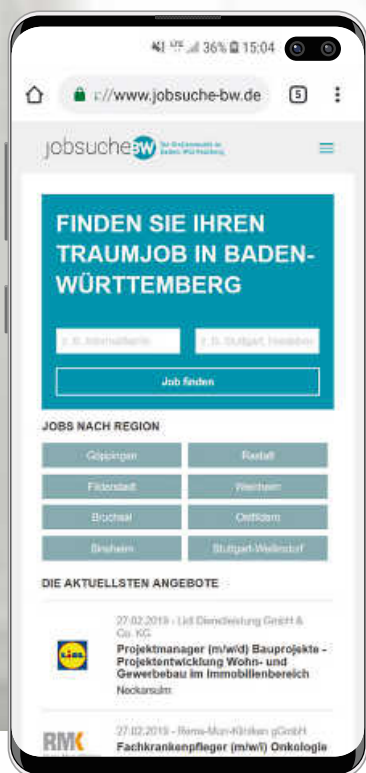 LTE 36% 15:04
//www.jobsuche-bw.de 5
jobsucheBW
FINDEN SIE IHREN
TRAUMJOB IN BADEN-
WÜRTTEMBERG
Job finden
JOBS NACH REGION
Göppingen Rastatt
Filderstadt Weinheim
Bruchsal Ostfildern
Sinsheim
DIE AKTUELLSTEN ANGEBOTE
27.02.2019 - Lidl Dienstleistung GmbH &
Co. KG
LIDL
Projektmanager (m/w/d) Bauprojekte -
Projektentwicklung Wohn- und
Gewerbebau im Immobilienbereich
Neckarsulm
27.02.2019 - Rems-Murr-Kliniken gGmbH
RMK
Fachkrankenpfleger (m/w/i) Onkologie